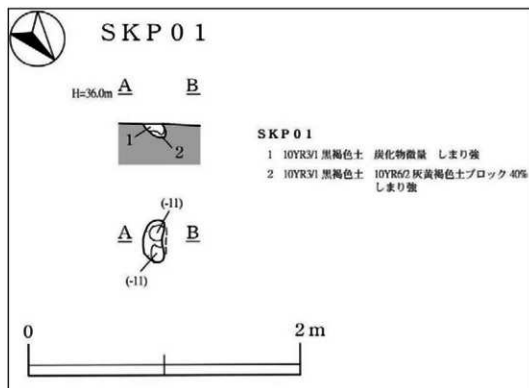 SKP01
H=36.0m A B
1 2
SKP01
1 10YR3/1 黒褐色土 炭化物微量 しまり強
2 10YR3/1 黒褐色土 10YR6/2 灰黄褐色土ブロック 40%
しまり強
(-11)
A B
(-11)
0 2m